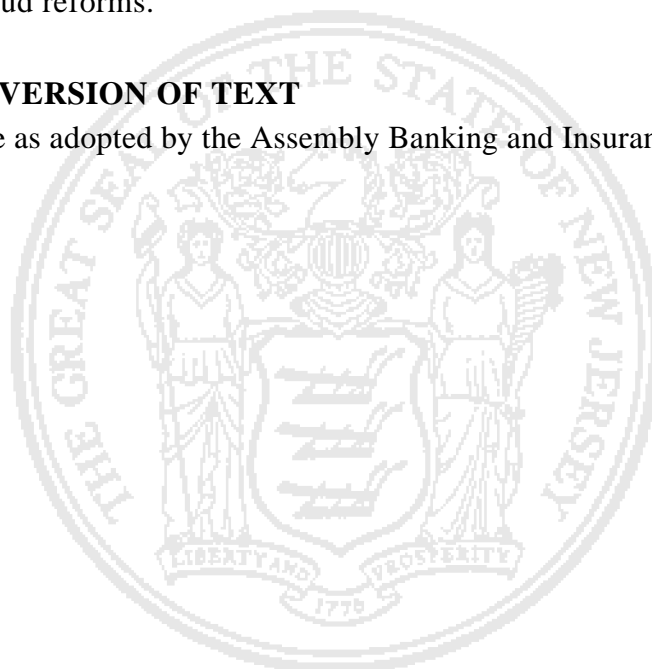 ud reforms.
VERSION OF TEXT
e as adopted by the Assembly Banking and Insuran
THE GREAT SEAL OF THE STATE OF NEW JERSEY
LIBERTY AND PROSPERITY
1776